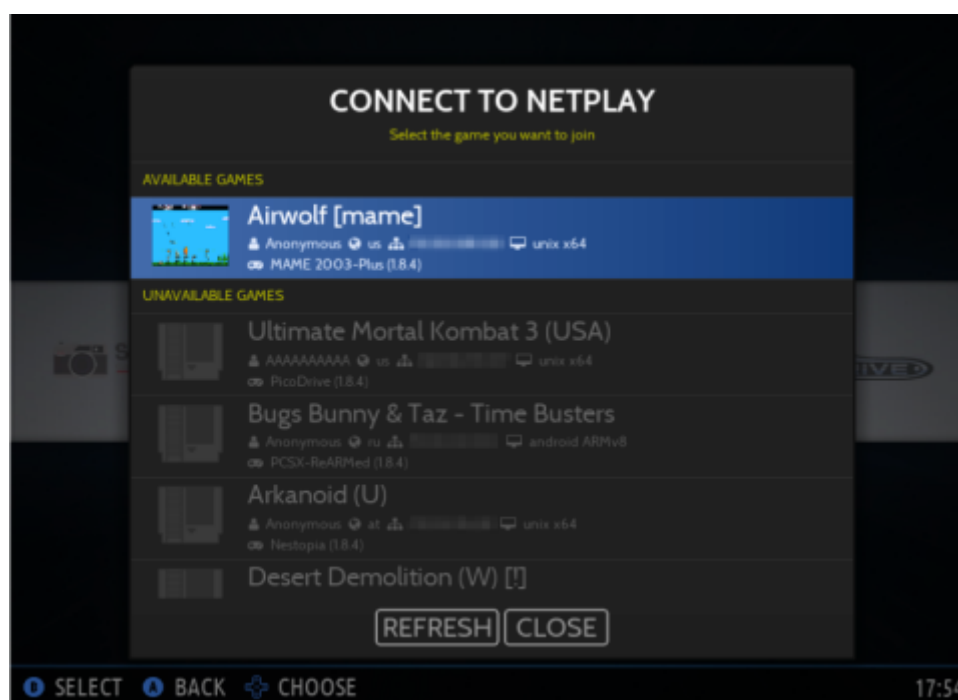 CONNECT TO NETPLAY
Select the game you want to join
AVAILABLE GAMES
Airwolf [mame]
Anonymous us unix x64
MAME 2003-Plus (1.8.4)
UNAVAILABLE GAMES
Ultimate Mortal Kombat 3 (USA)
AAAAAAAAAA us unix x64
PicoDrive (1.8.4)
Bugs Bunny & Taz - Time Busters
Anonymous ru android ARMv8
PCSX-ReARMed (1.8.4)
Arkanoid (U)
Anonymous at unix x64
Nestopia (1.8.4)
Desert Demolition (W) [!]
REFRESH CLOSE
B SELECT A BACK CHOOSE